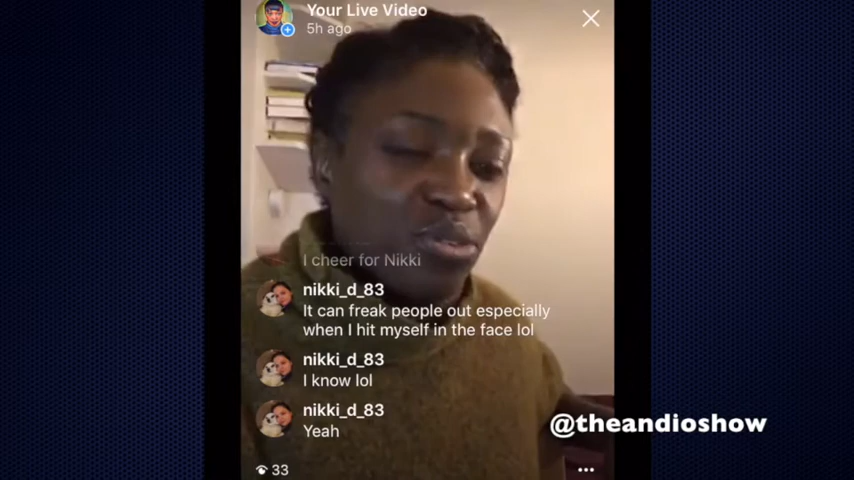 Your Live Video
5h ago
I cheer for Nikki
nikki_d_83
It can freak people out especially
when I hit myself in the face lol
nikki_d_83
I know lol
nikki_d_83
Yeah
@theandioshow
33